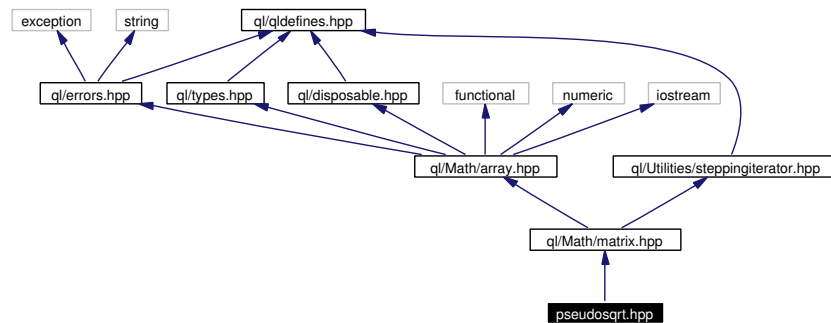 exception
string
ql/qldefines.hpp
ql/errors.hpp
ql/types.hpp
ql/disposable.hpp
functional
numeric
iostream
ql/Math/array.hpp
ql/Utilities/steppingiterator.hpp
ql/Math/matrix.hpp
pseudosqrt.hpp